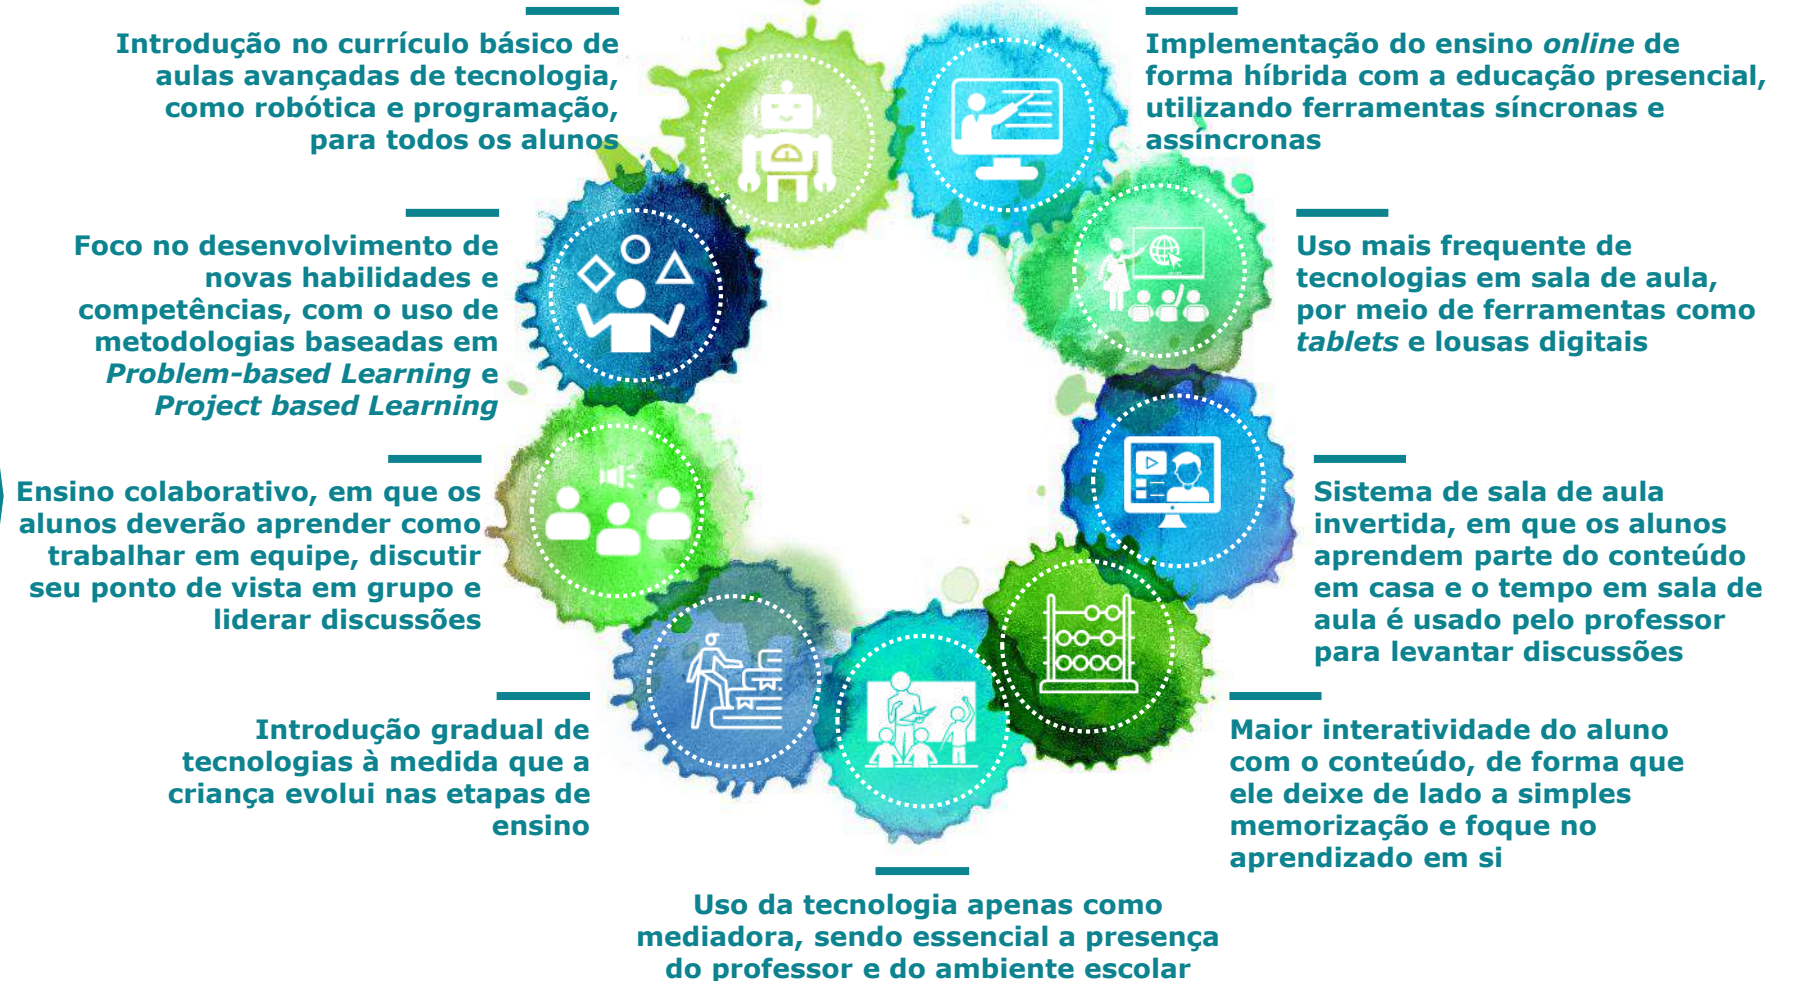 Introdução no currículo básico de
aulas avançadas de tecnologia,
como robótica e programação,
para todos os alunos
Implementação do ensino online de
forma híbrida com a educação presencial,
utilizando ferramentas síncronas e
assíncronas
Foco no desenvolvimento de
novas habilidades e
competências, com o uso de
metodologias baseadas em
Problem-based Learning e
Project based Learning
Uso mais frequente de
tecnologias em sala de aula,
por meio de ferramentas como
tablets e lousas digitais
Ensino colaborativo, em que os
alunos deverão aprender como
trabalhar em equipe, discutir
seu ponto de vista em grupo e
liderar discussões
Sistema de sala de aula
invertida, em que os alunos
aprendem parte do conteúdo
em casa e o tempo em sala de
aula é usado pelo professor
para levantar discussões
Introdução gradual de
tecnologias à medida que a
criança evolui nas etapas de
ensino
Maior interatividade do aluno
com o conteúdo, de forma que
ele deixe de lado a simples
memorização e foque no
aprendizado em si
Uso da tecnologia apenas como
mediadora, sendo essencial a presença
do professor e do ambiente escolar